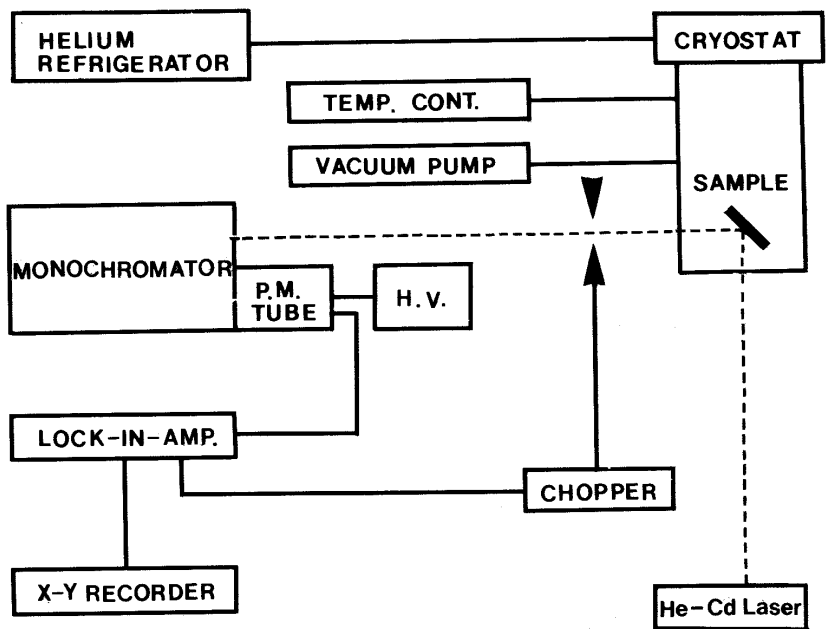 HELIUM
REFRIGERATOR
CRYOSTAT
TEMP. CONT.
VACUUM PUMP
SAMPLE
MONOCHROMATOR
P.M.
TUBE
H.V.
LOCK-IN-AMP.
CHOPPER
X-Y RECORDER
He-Cd Laser